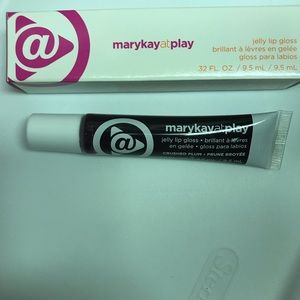 @
marykayatplay
jelly lip gloss
brillant à lèvres en gelée
gloss para labios
.32 FL. OZ. / 9.5 mL / 9.5 mL
@
marykayatplay
jelly lip gloss • brillant à lèvres
en gelée • gloss para labios
CRUSHED PLUM • PRUNE BROYÉE